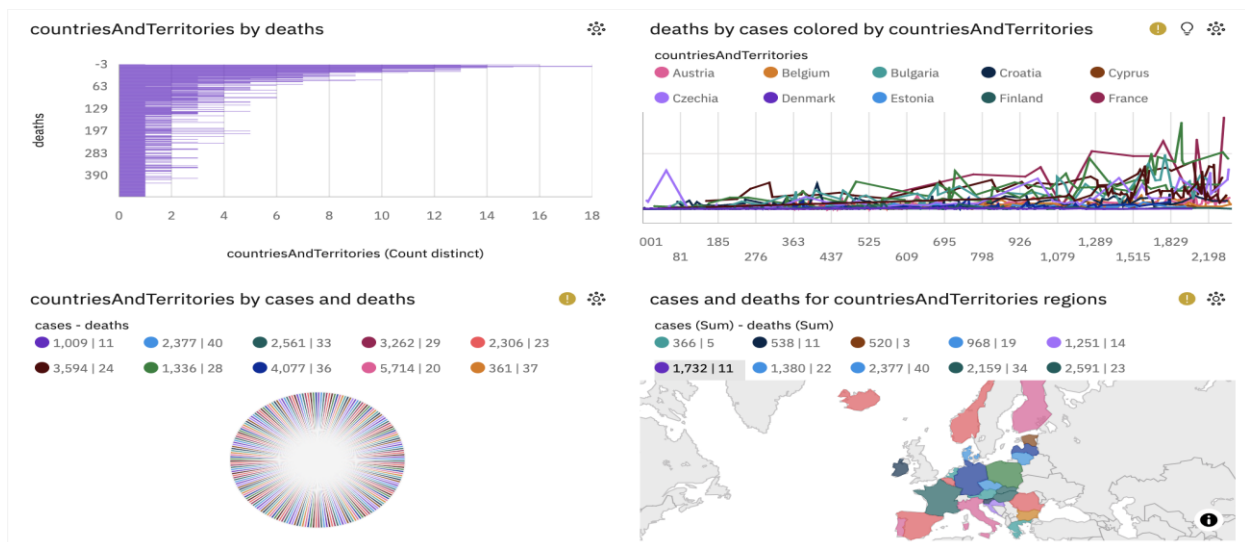 countriesAndTerritories by deaths
deaths
-3
63
129
197
283
390
0 2 4 6 8 10 12 14 16 18
countriesAndTerritories (Count distinct)
deaths by cases colored by countriesAndTerritories
countriesAndTerritories
Austria Belgium Bulgaria Croatia Cyprus
Czechia Denmark Estonia Finland France
001 185 363 525 695 926 1,289 1,829
81 276 437 609 798 1,079 1,515 2,198
countriesAndTerritories by cases and deaths
cases - deaths
1,009 | 11 2,377 | 40 2,561 | 33 3,262 | 29 2,306 | 23
3,594 | 24 1,336 | 28 4,077 | 36 5,714 | 20 361 | 37
cases and deaths for countriesAndTerritories regions
cases (Sum) - deaths (Sum)
366 | 5 538 | 11 520 | 3 968 | 19 1,251 | 14
1,732 | 11 1,380 | 22 2,377 | 40 2,159 | 34 2,591 | 23